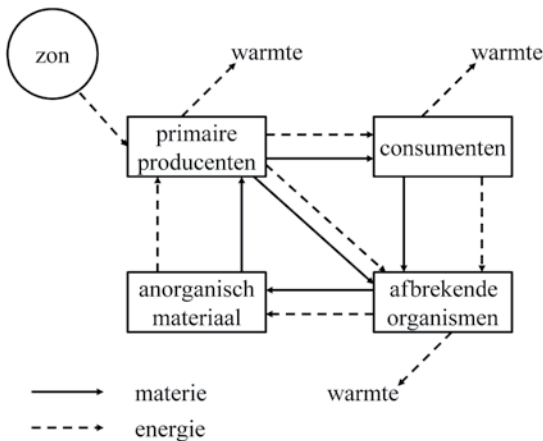 zon
warmte
warmte
primaire
producenten
consumenten
anorganisch
materiaal
afbrekende
organismen
warmte
materie
energie